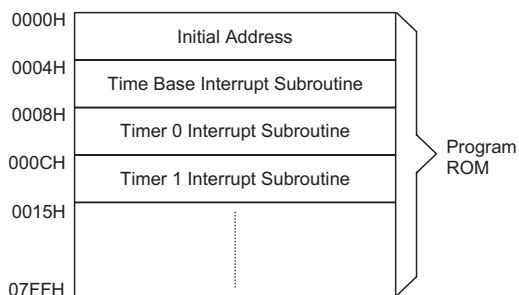 0000H
Initial Address
0004H
Time Base Interrupt Subroutine
0008H
Timer 0 Interrupt Subroutine
000CH
Timer 1 Interrupt Subroutine
0015H
07FFH
Program
ROM